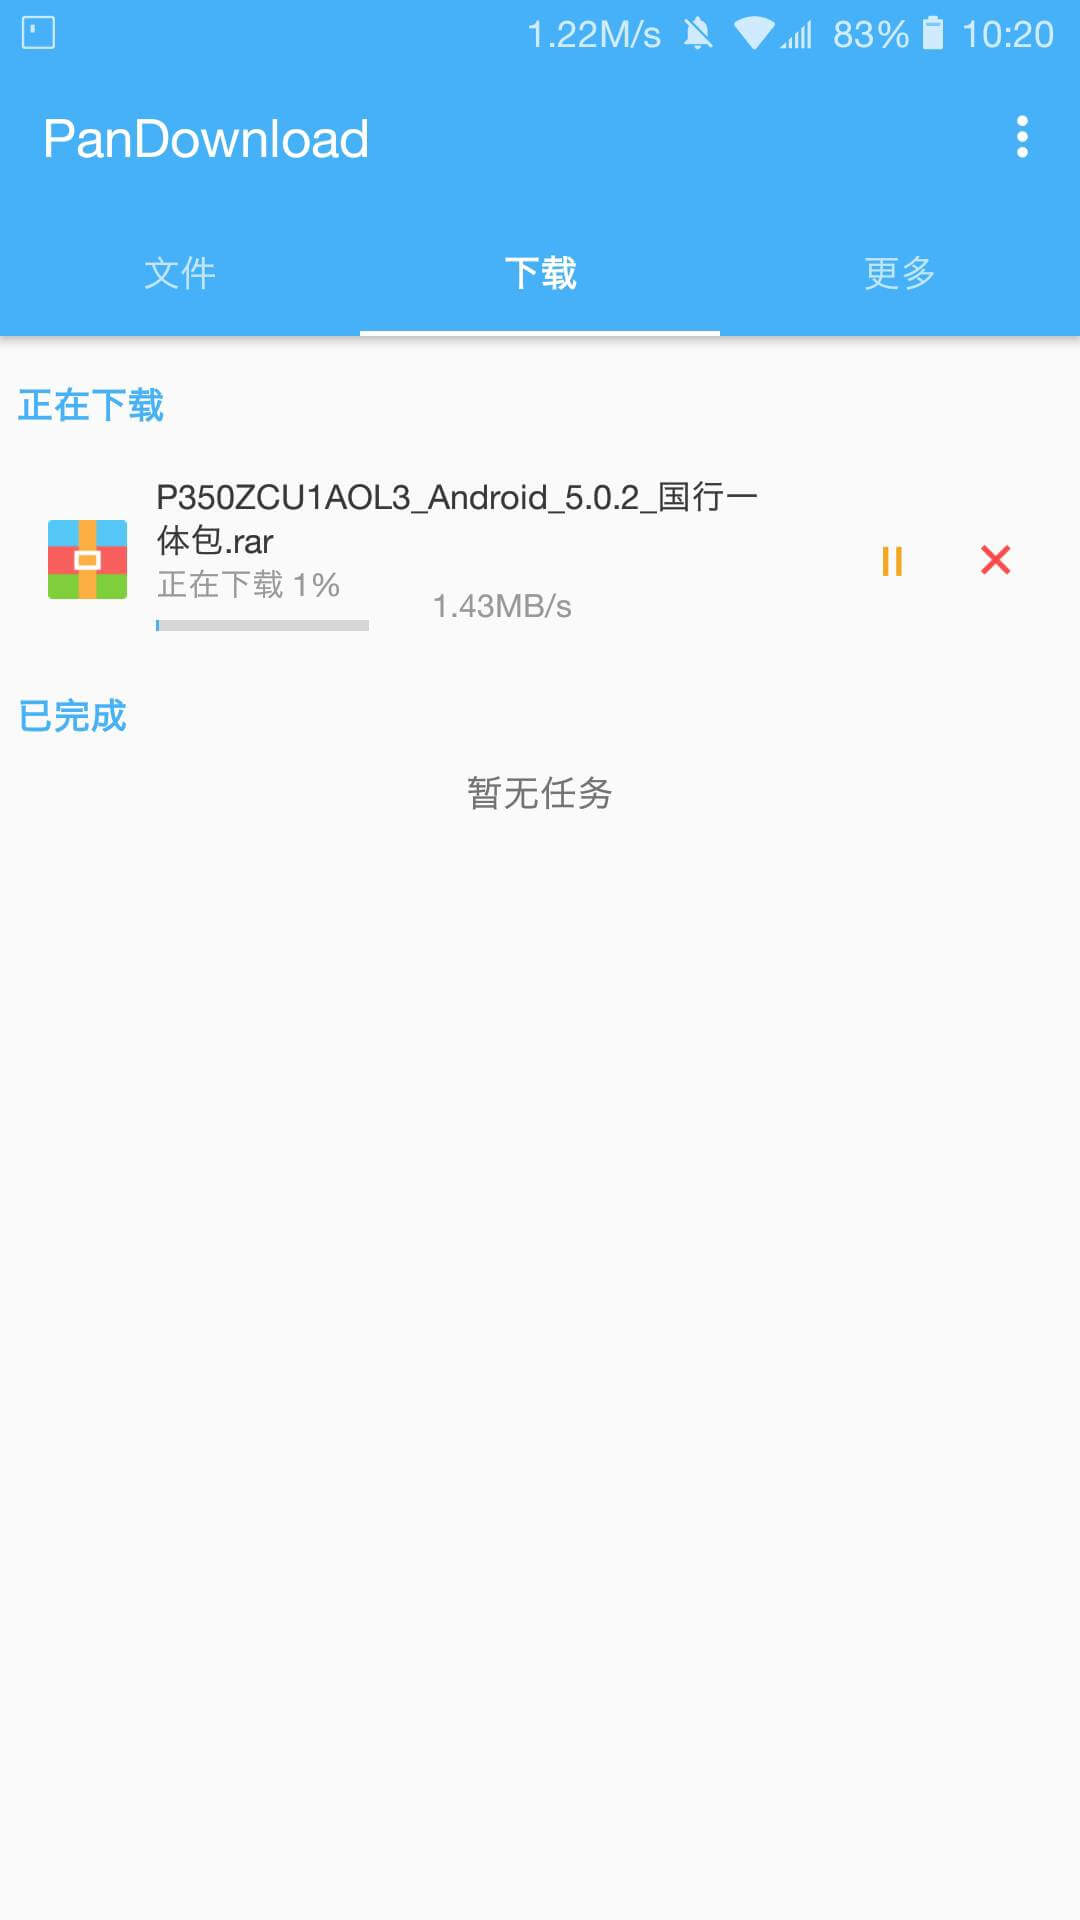 1.22M/s 83% 10:20
PanDownload
文件 下载 更多
正在下载
P350ZCU1AOL3_Android_5.0.2_国行一
体包.rar
正在下载 1%
1.43MB/s
已完成
暂无任务